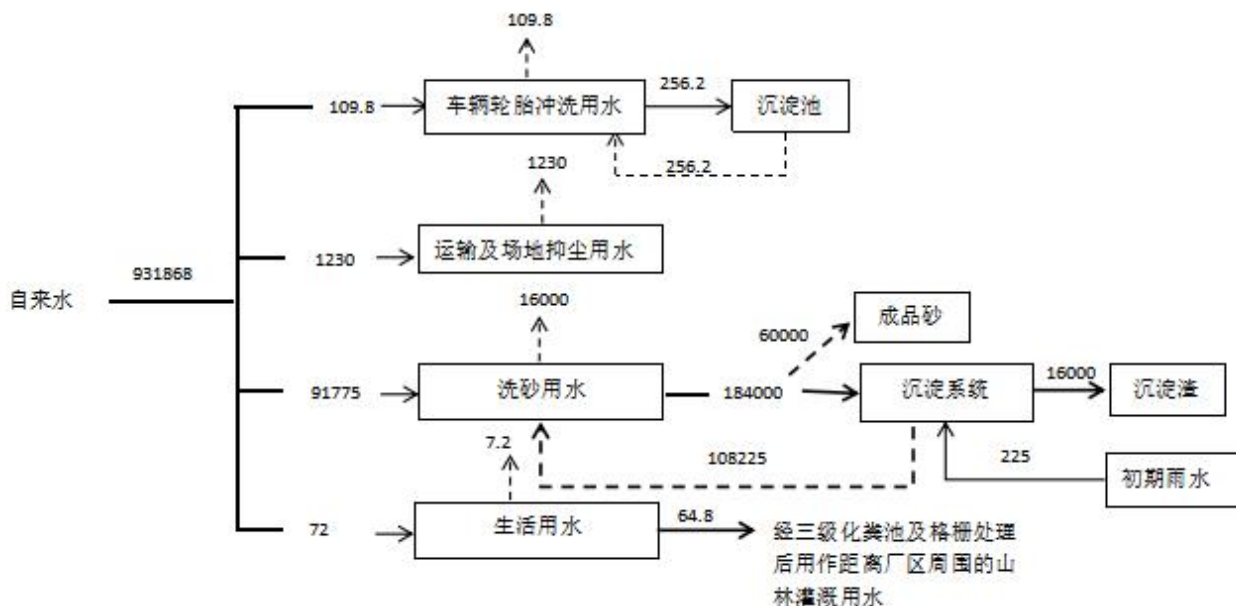 109.8
109.8
车辆轮胎冲洗用水
256.2
沉淀池
256.2
1230
1230
运输及场地抑尘用水
自来水
931868
16000
60000
成品砂
91775
洗砂用水
184000
沉淀系统
16000
沉淀渣
7.2
108225
225
初期雨水
72
生活用水
64.8
经三级化粪池及格栅处理
后用作距离厂区周围的山
林灌溉用水